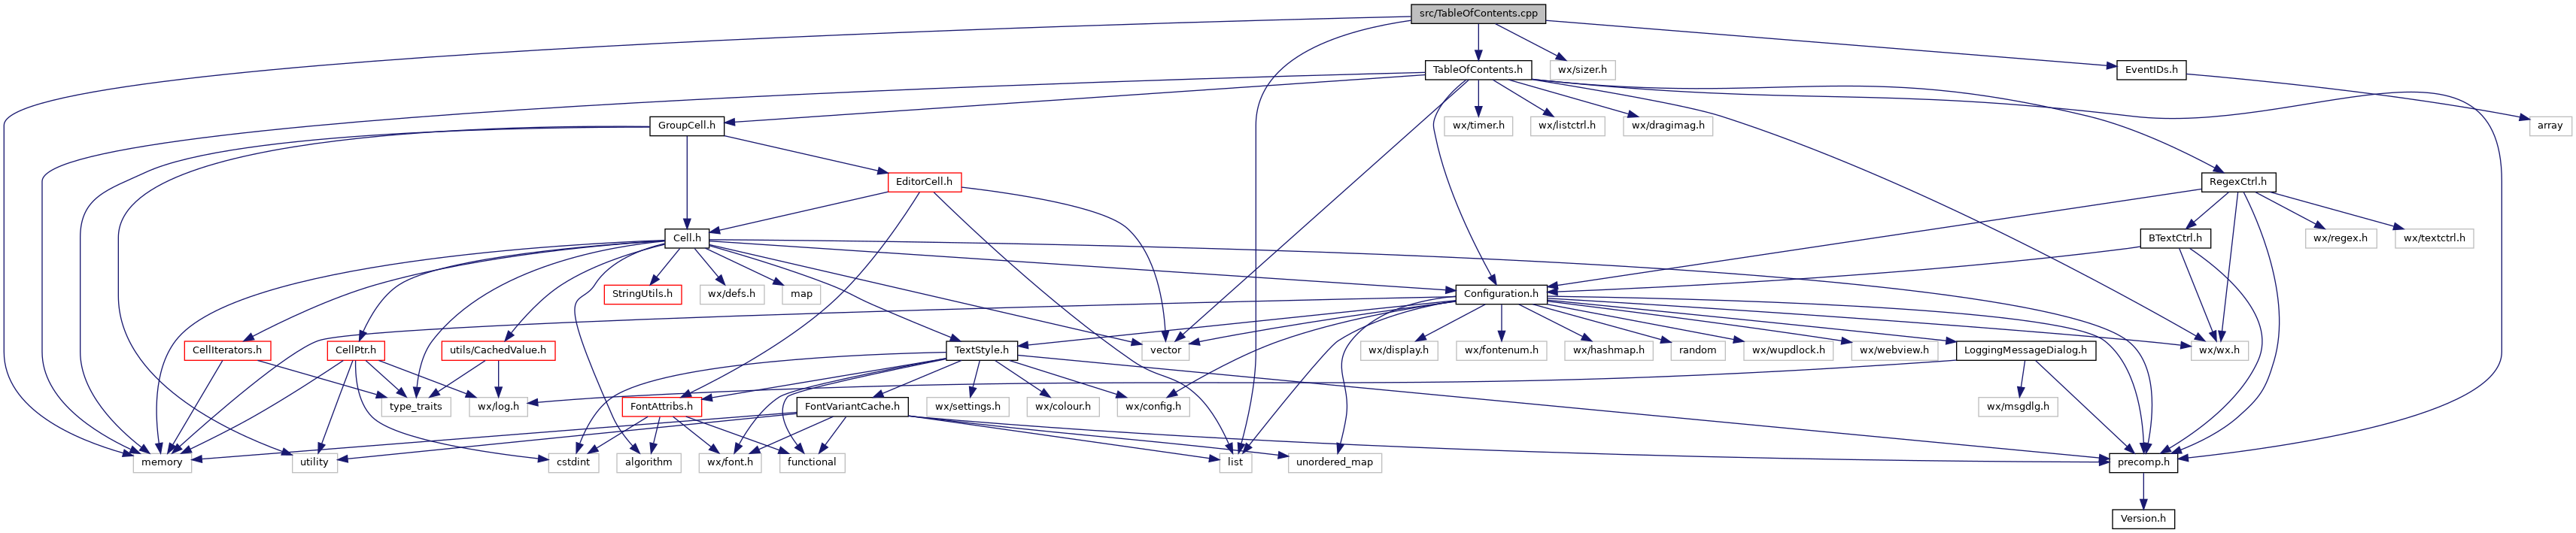 src/TableOfContents.cpp
TableOfContents.h
wx/sizer.h
EventIDs.h
GroupCell.h
wx/timer.h
wx/listctrl.h
wx/dragimag.h
array
EditorCell.h
RegexCtrl.h
Cell.h
BTextCtrl.h
wx/regex.h
wx/textctrl.h
StringUtils.h
wx/defs.h
map
Configuration.h
CellIterators.h
CellPtr.h
utils/CachedValue.h
TextStyle.h
vector
wx/display.h
wx/fontenum.h
wx/hashmap.h
random
wx/wupdlock.h
wx/webview.h
LoggingMessageDialog.h
wx/wx.h
type_traits
wx/log.h
FontAttribs.h
FontVariantCache.h
wx/settings.h
wx/colour.h
wx/config.h
wx/msgdlg.h
memory
utility
cstdint
algorithm
wx/font.h
functional
list
unordered_map
precomp.h
Version.h